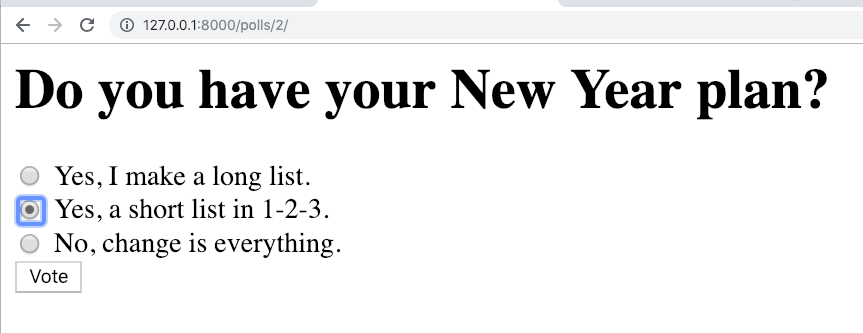 127.0.0.1:8000/polls/2/
Do you have your New Year plan?
Yes, I make a long list.
Yes, a short list in 1-2-3.
No, change is everything.
Vote